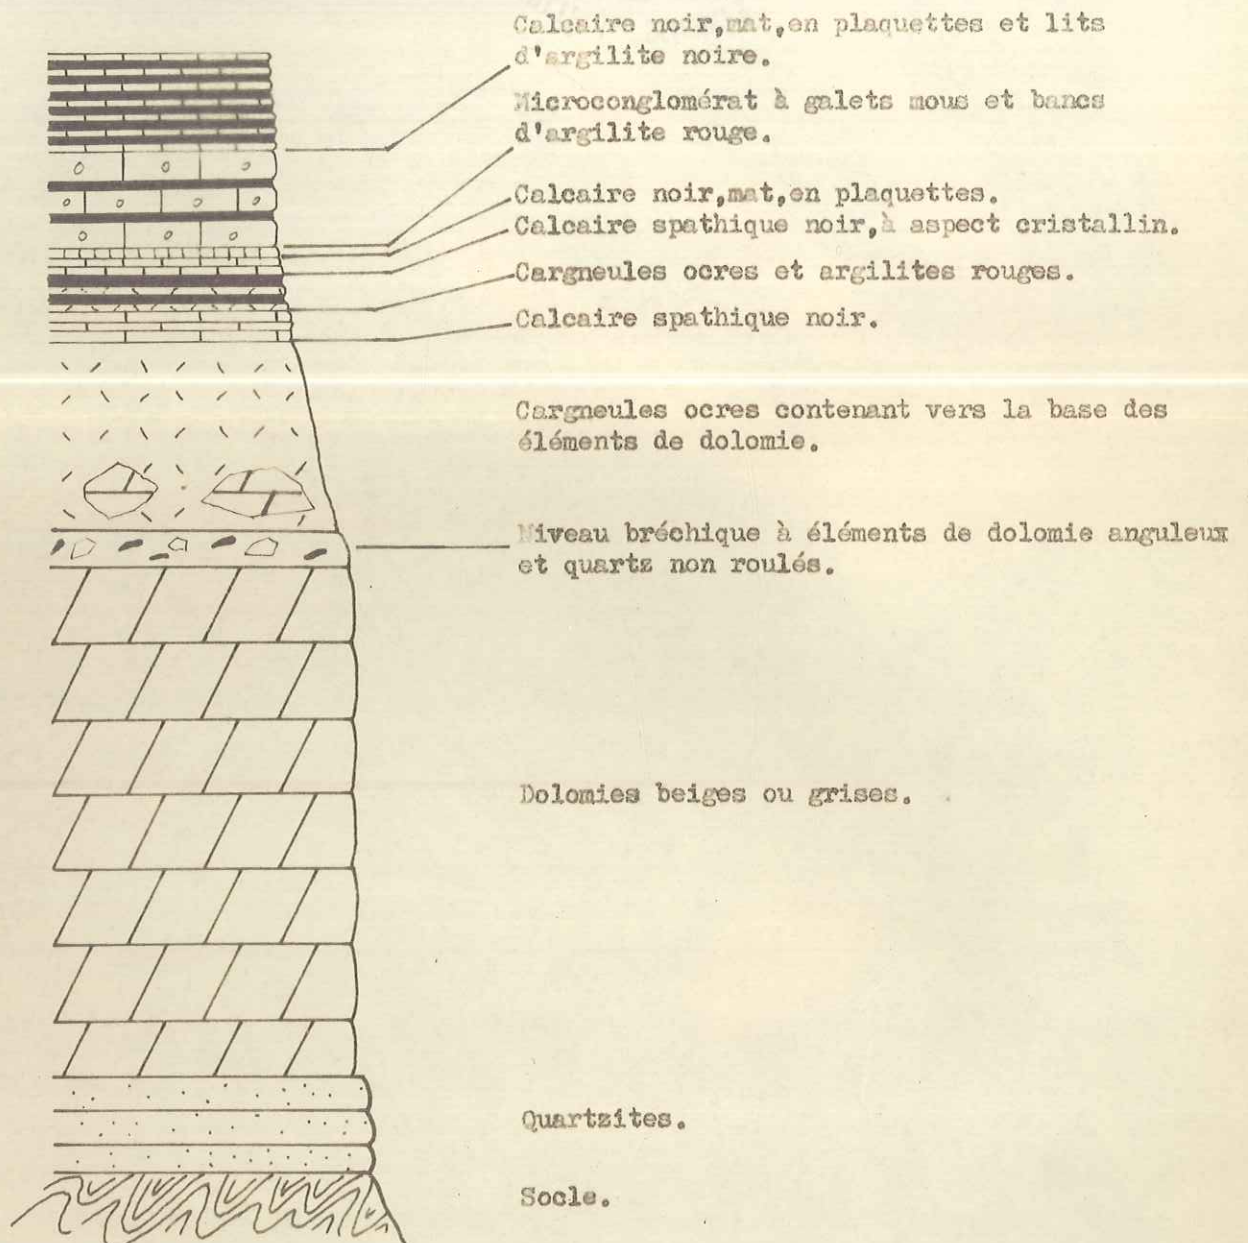 Calcaire noir,mat,en plaquettes et lits
d'argilite noire.
Microconglomérat à galets mous et bancs
d'argilite rouge.
Calcaire noir,mat,en plaquettes.
Calcaire spathique noir,à aspect cristallin.
Cargneules ocres et argilites rouges.
Calcaire spathique noir.
Cargneules ocres contenant vers la base des
éléments de dolomie.
Niveau bréchique à éléments de dolomie anguleux
et quartz non roulés.
Dolomies beiges ou grises.
Quartzites.
Socle.